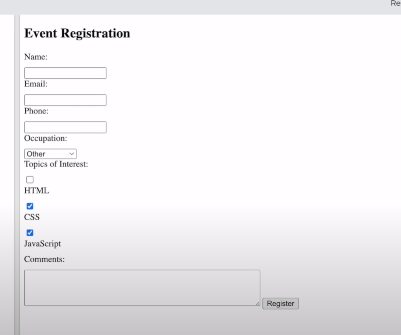 Re
Event Registration
Name:
Email:
Phone:
Occupation:
Other
Topics of Interest:
HTML
CSS
JavaScript
Comments:
Register